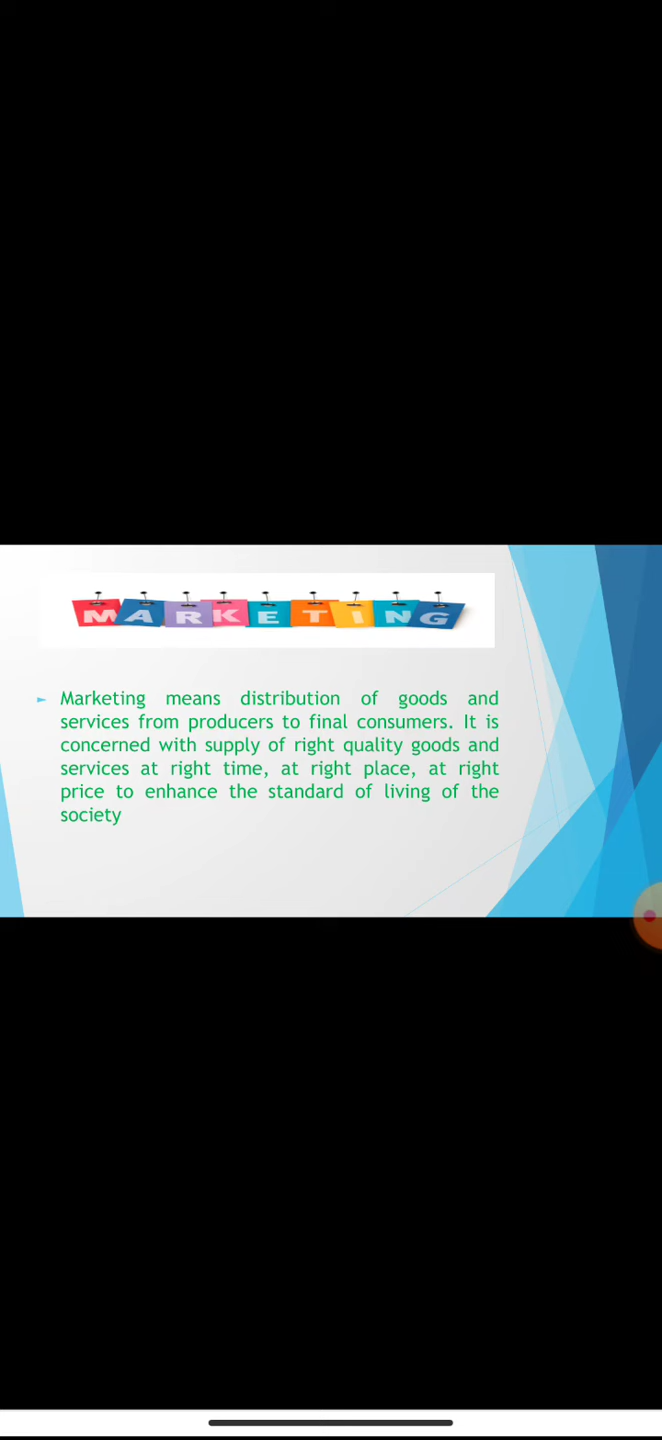 MARKETING
► Marketing means distribution of goods and
services from producers to final consumers. It is
concerned with supply of right quality goods and
services at right time, at right place, at right
price to enhance the standard of living of the
society